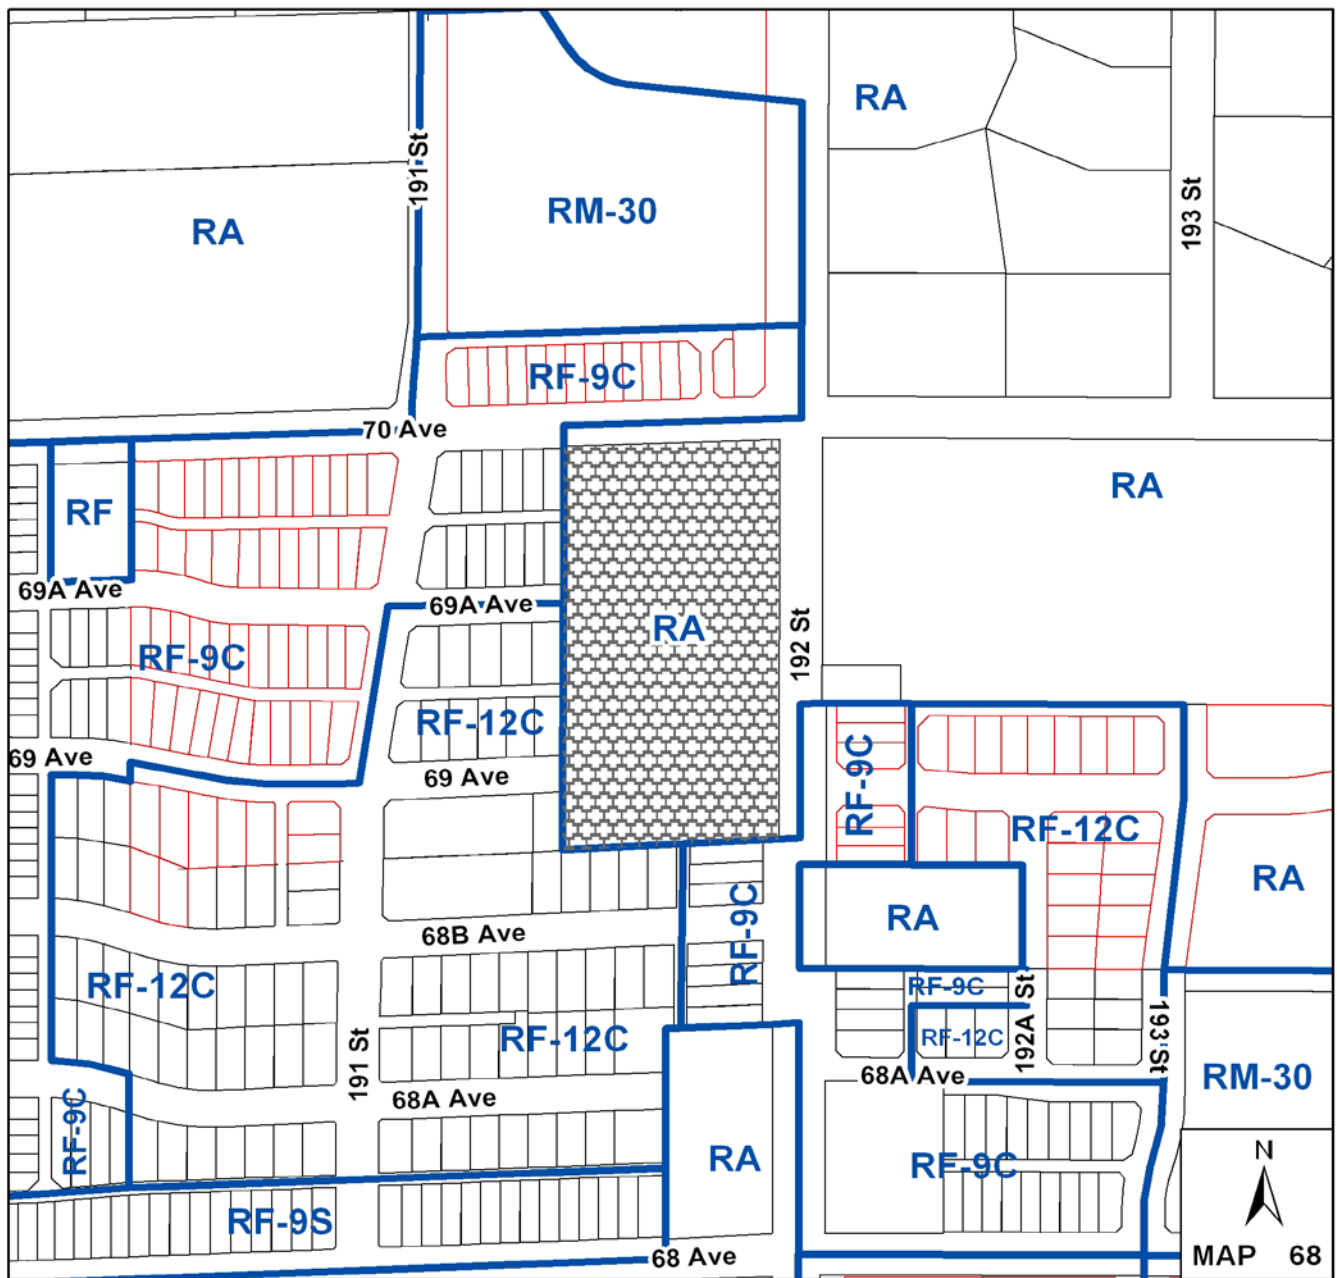 RA
191 St
RM-30
193 St
RA
RF-9C
70 Ave
RA
RF
69A Ave
69A Ave
RA
192 St
RF-9C
RF-12C
69 Ave
69 Ave
RF-9C
RF-12C
RA
RA
RF-9C
68B Ave
RF-12C
RF-9C
192A St
193 St
RF-12C
191 St
RF-12C
68A Ave
RM-30
68A Ave
RF-9C
RA
RF-9C
N
RF-9S
68 Ave
MAP 68